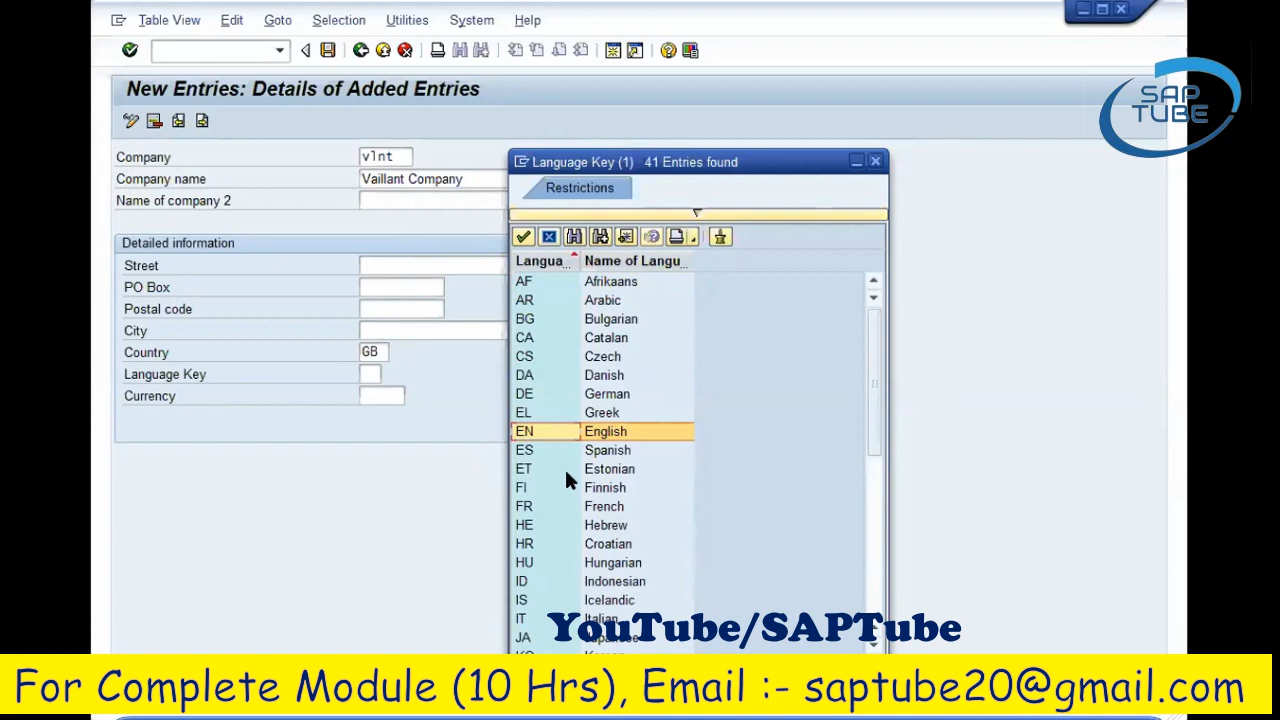 Table View Edit Goto Selection Utilities System Help
New Entries: Details of Added Entries
SAP
TUBE
Company vlnt
Company name Vaillant Company
Name of company 2
Detailed information
Street
PO Box
Postal code
City
Country GB
Language Key
Currency
Language Key (1) 41 Entries found
Restrictions
Langua... Name of Langu...
AF Afrikaans
AR Arabic
BG Bulgarian
CA Catalan
CS Czech
DA Danish
DE German
EL Greek
EN English
ES Spanish
ET Estonian
FI Finnish
FR French
HE Hebrew
HR Croatian
HU Hungarian
ID Indonesian
IS Icelandic
IT Italian
JA
YouTube/SAPTube
For Complete Module (10 Hrs), Email :- saptube20@gmail.com